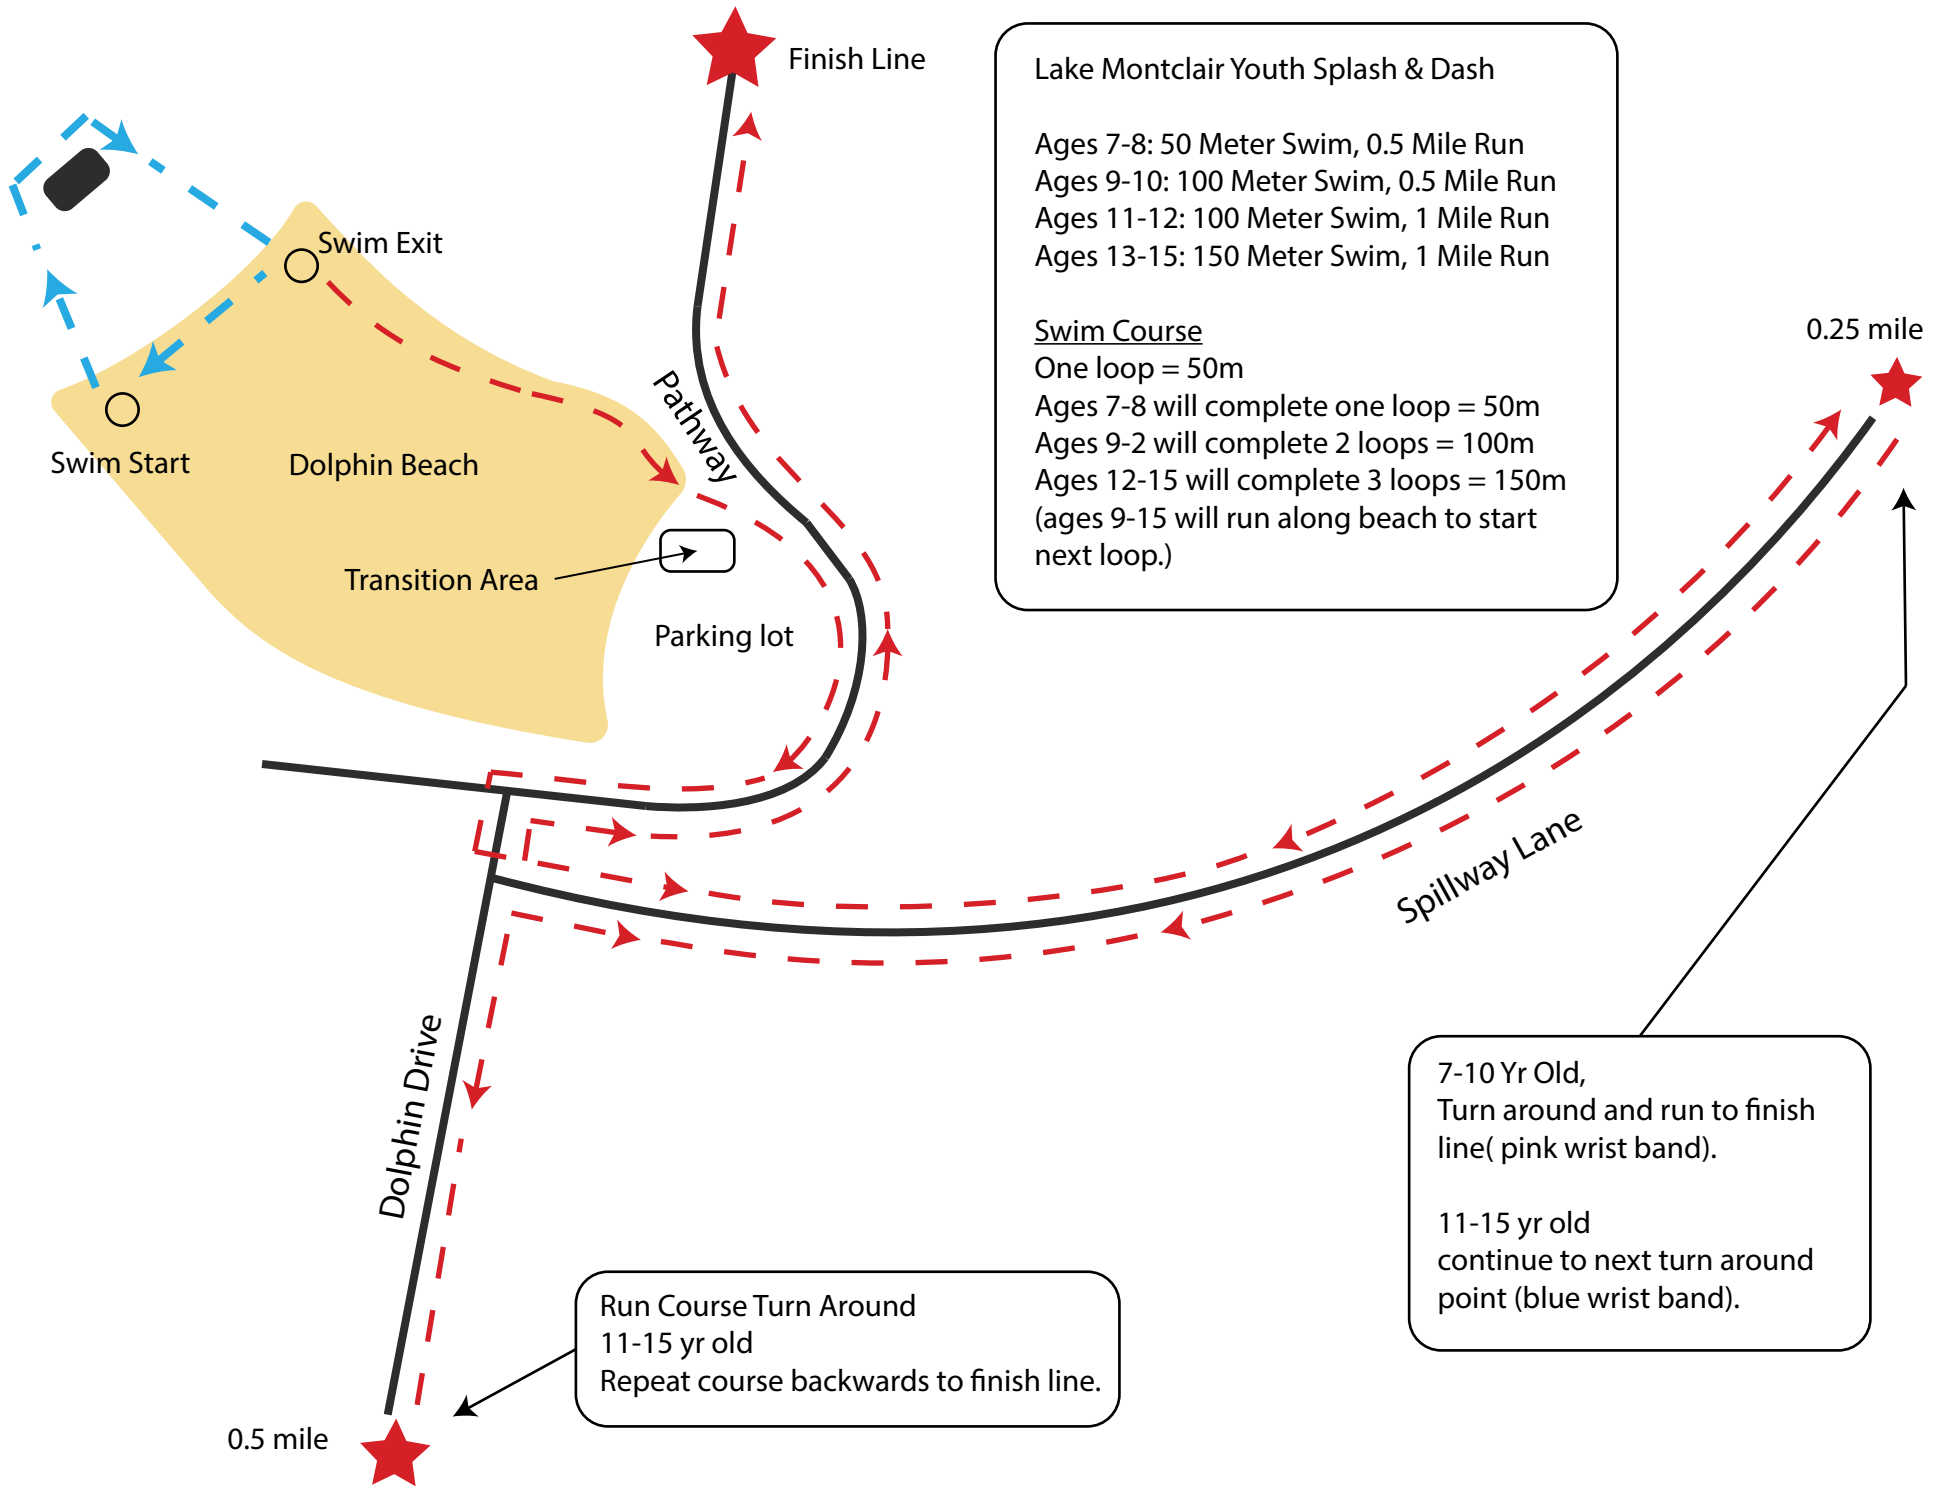 Finish Line
Lake Montclair Youth Splash & Dash
Ages 7-8: 50 Meter Swim, 0.5 Mile Run
Ages 9-10: 100 Meter Swim, 0.5 Mile Run
Ages 11-12: 100 Meter Swim, 1 Mile Run
Ages 13-15: 150 Meter Swim, 1 Mile Run
Swim Course
One loop = 50m
Ages 7-8 will complete one loop = 50m
Ages 9-2 will complete 2 loops = 100m
Ages 12-15 will complete 3 loops = 150m
(ages 9-15 will run along beach to start
next loop.)
Swim Exit
0.25 mile
Pathway
Swim Start
Dolphin Beach
Transition Area
Parking lot
Spillway Lane
Dolphin Drive
7-10 Yr Old,
Turn around and run to finish
line( pink wrist band).
11-15 yr old
continue to next turn around
point (blue wrist band).
Run Course Turn Around
11-15 yr old
Repeat course backwards to finish line.
0.5 mile